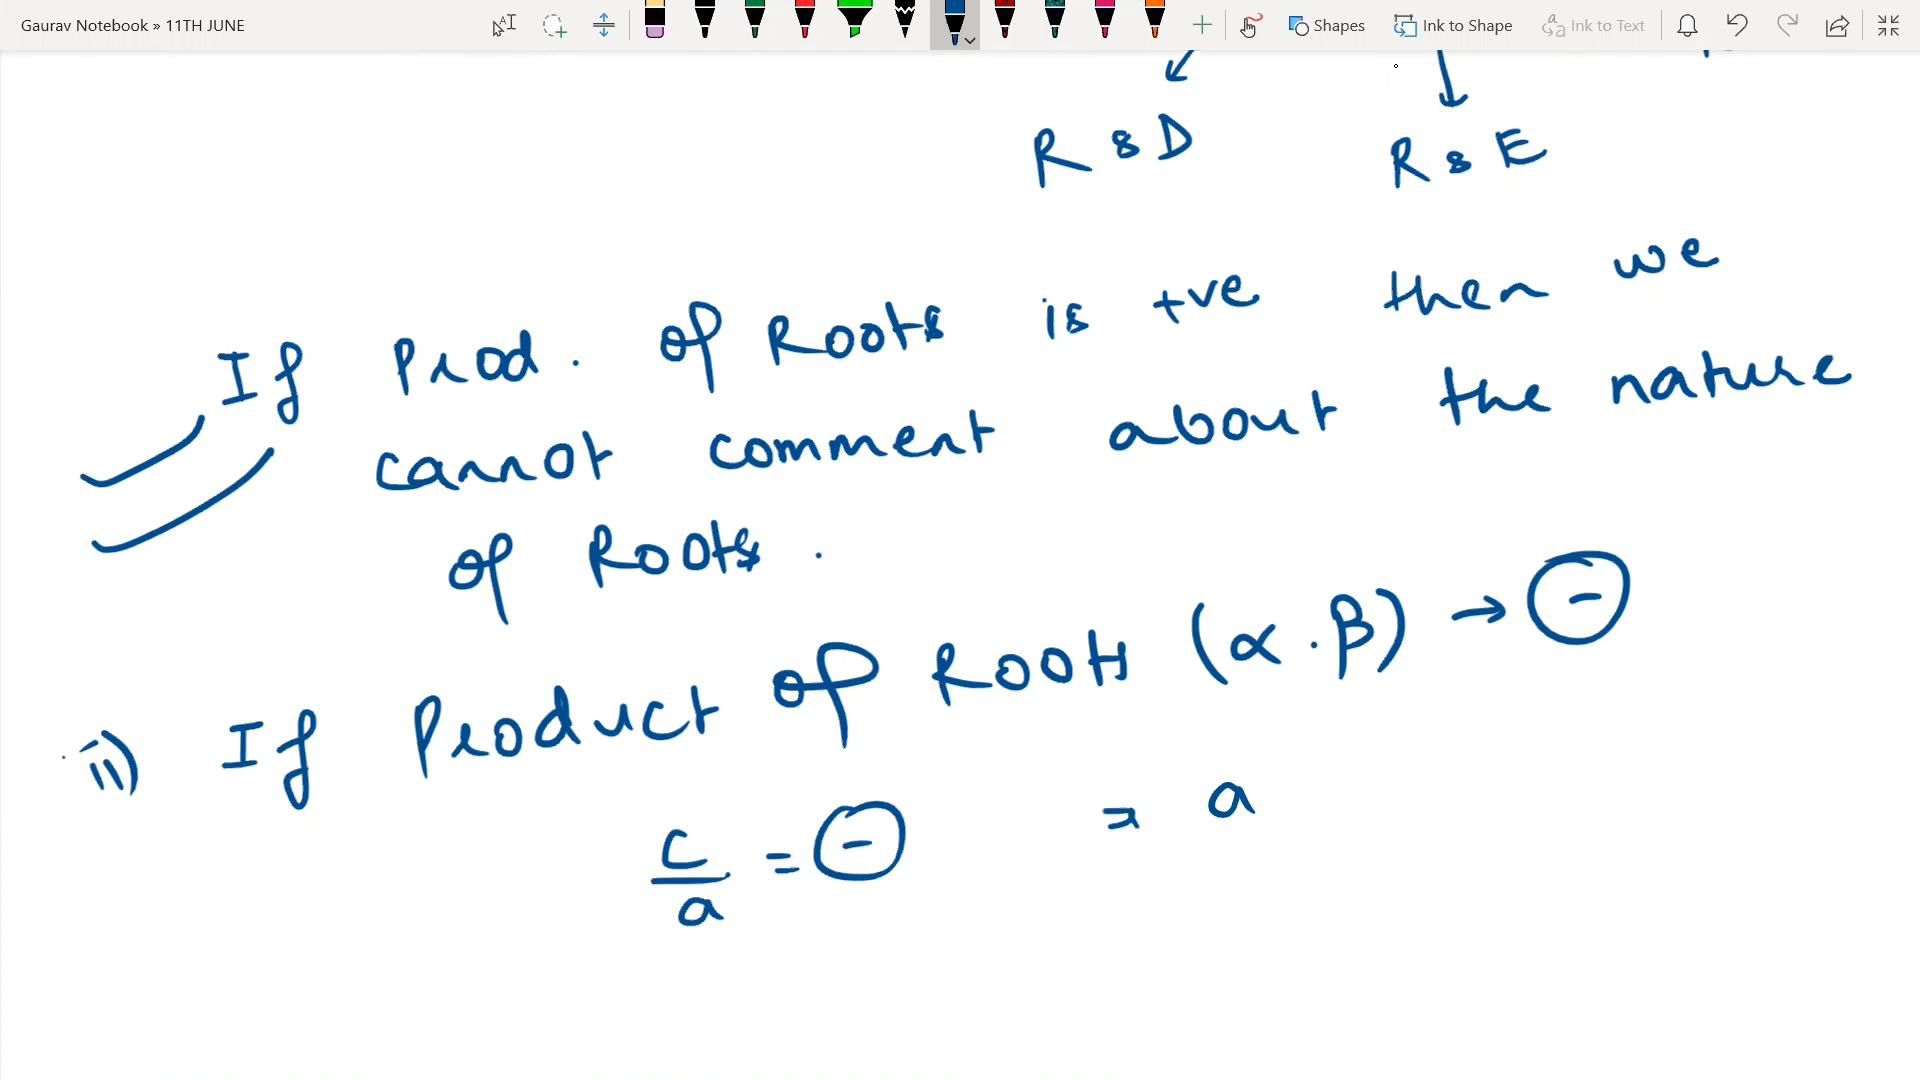 Gaurav Notebook » 11TH JUNE
Shapes
Ink to Shape
Ink to Text
R & D
R & E
If Prod. of Roots is +ve then we
cannot comment about the nature
of Roots.
ii) If Product of Roots (α.β) → -
c/a = -
= a